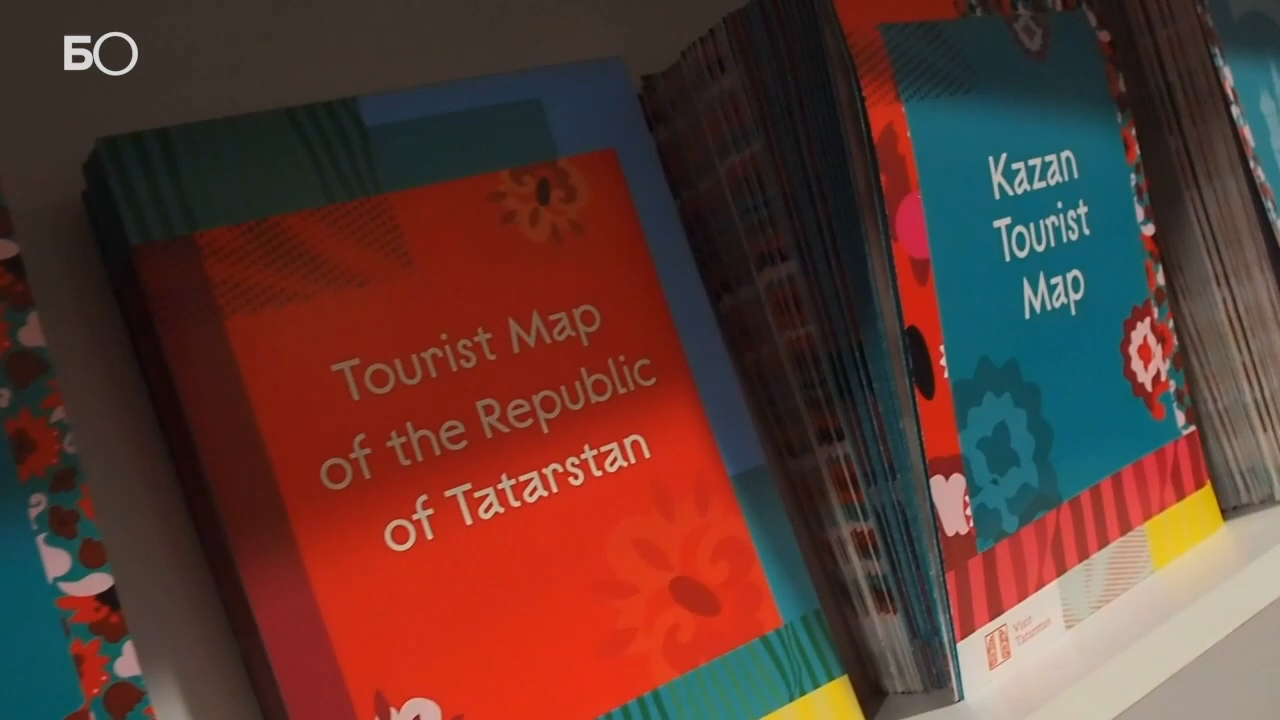 БО
Tourist Map
of the Republic
of Tatarstan
Kazan
Tourist
Map
Visit
Tatarstan